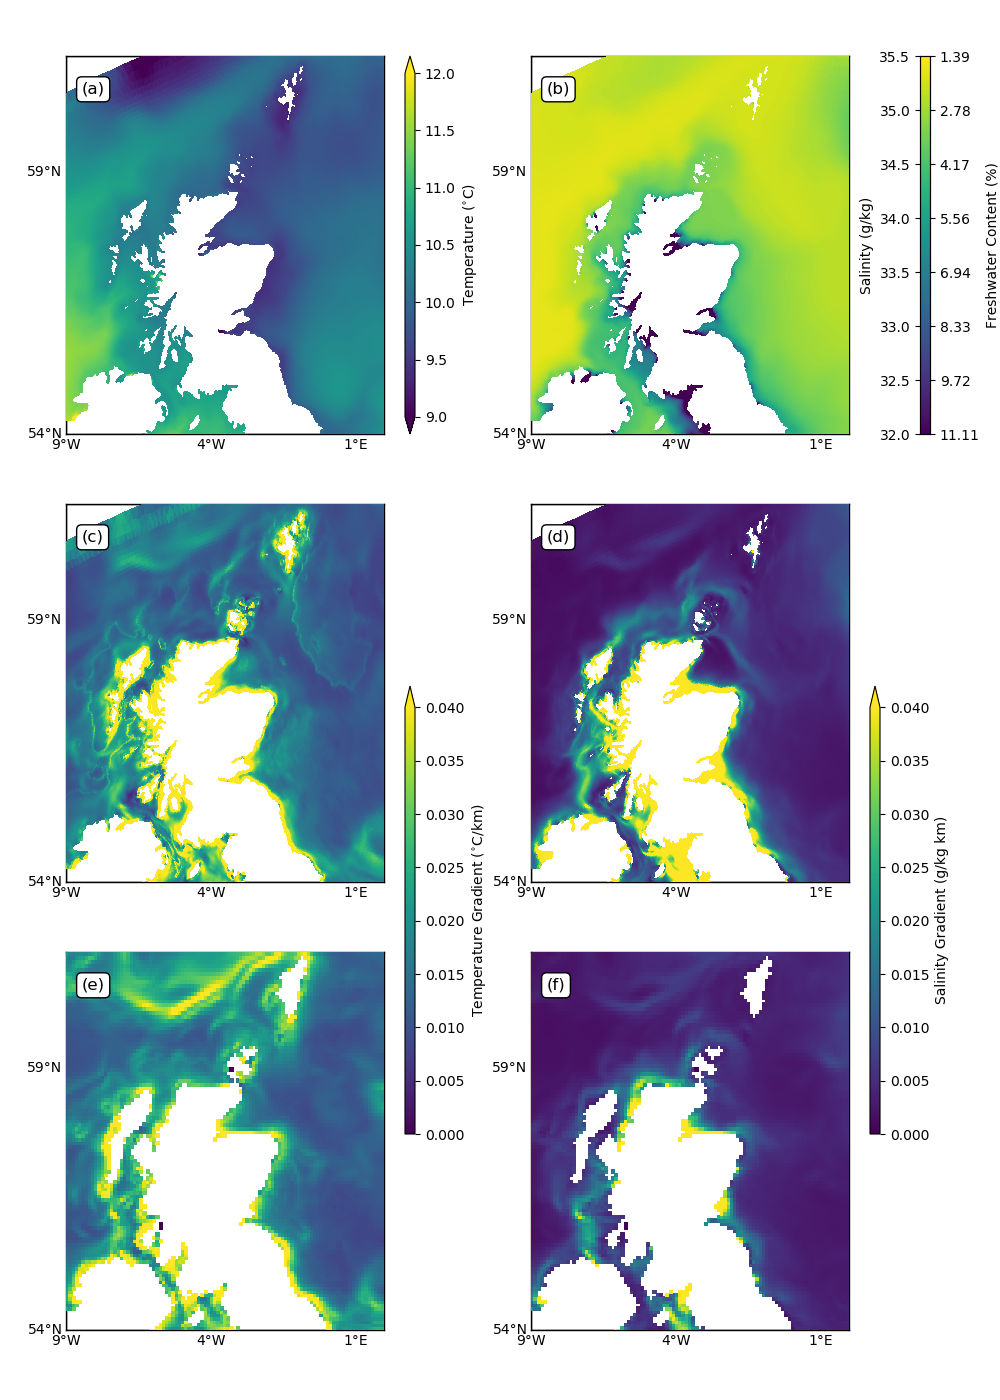 (a)
59°N
54°N
9°W
4°W
1°E
12.0
11.5
11.0
10.5
10.0
9.5
9.0
Temperature (°C)
(b)
59°N
54°N
9°W
4°W
1°E
Salinity (g/kg)
35.5
35.0
34.5
34.0
33.5
33.0
32.5
32.0
1.39
2.78
4.17
5.56
6.94
8.33
9.72
11.11
Freshwater Content (%)
(c)
59°N
54°N
9°W
4°W
1°E
(d)
59°N
54°N
9°W
4°W
1°E
0.040
0.035
0.030
0.025
0.020
0.015
0.010
0.005
0.000
Temperature Gradient (°C/km)
0.040
0.035
0.030
0.025
0.020
0.015
0.010
0.005
0.000
Salinity Gradient (g/kg km)
(e)
59°N
54°N
9°W
4°W
1°E
(f)
59°N
54°N
9°W
4°W
1°E